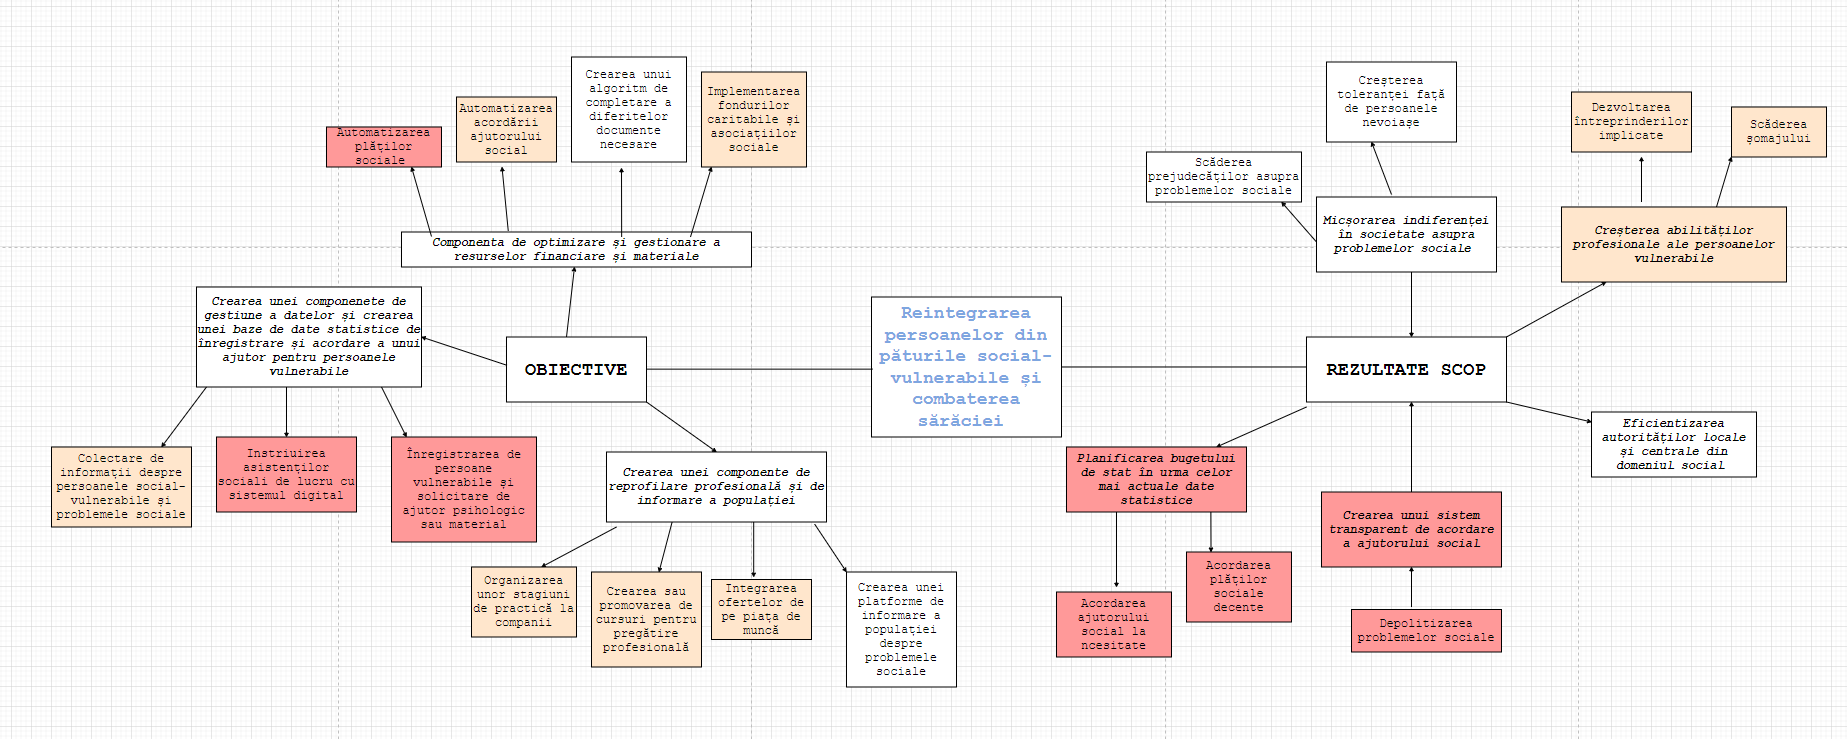 Automatizarea
plăților
sociale
Automatizarea
acordării
ajutorului
social
Crearea unui
algoritm de
completare a
diferitelor
documente
necesare
Implementarea
fondurilor
caritabile și
asociațiilor
sociale
Componenta de optimizare și gestionare a
resurselor financiare și materiale
Crearea unei componenete de
gestiune a datelor și crearea
unei baze de date statistice de
înregistrare și acordare a unui
ajutor pentru persoanele
vulnerabile
OBIECTIVE
Colectare de
informații despre
persoanele social-
vulnerabile și
problemele sociale
Instriuirea
asistenților
sociali de lucru cu
sistemul digital
Înregistrarea de
persoane
vulnerabile și
solicitare de
ajutor psihologic
sau material
Crearea unei componente de
reprofilare profesională și de
informare a populației
Organizarea
unor stagiuni
de practică la
companii
Crearea sau
promovarea de
cursuri pentru
pregătire
profesională
Integrarea
ofertelor de
pe piața de
muncă
Crearea unei
platforme de
informare a
populației
despre
problemele
sociale
Reintegrarea
persoanelor din
păturile social-
vulnerabile și
combaterea
sărăciei
Creșterea
toleranței față
de persoanele
nevoiașe
Scăderea
prejudecăților asupra
problemelor sociale
Micșorarea indiferenței
în societate asupra
problemelor sociale
Dezvoltarea
întreprinderilor
implicate
Scăderea
șomajului
Creșterea abilităților
profesionale ale persoanelor
vulnerabile
REZULTATE SCOP
Eficientizarea
autorităților locale
și centrale din
domeniul social
Planificarea bugetului
de stat în urma celor
mai actuale date
statistice
Acordarea
ajutorului
social la
ncesitate
Acordarea
plăților
sociale
decente
Crearea unui sistem
transparent de acordare
a ajutorului social
Depolitizarea
problemelor sociale